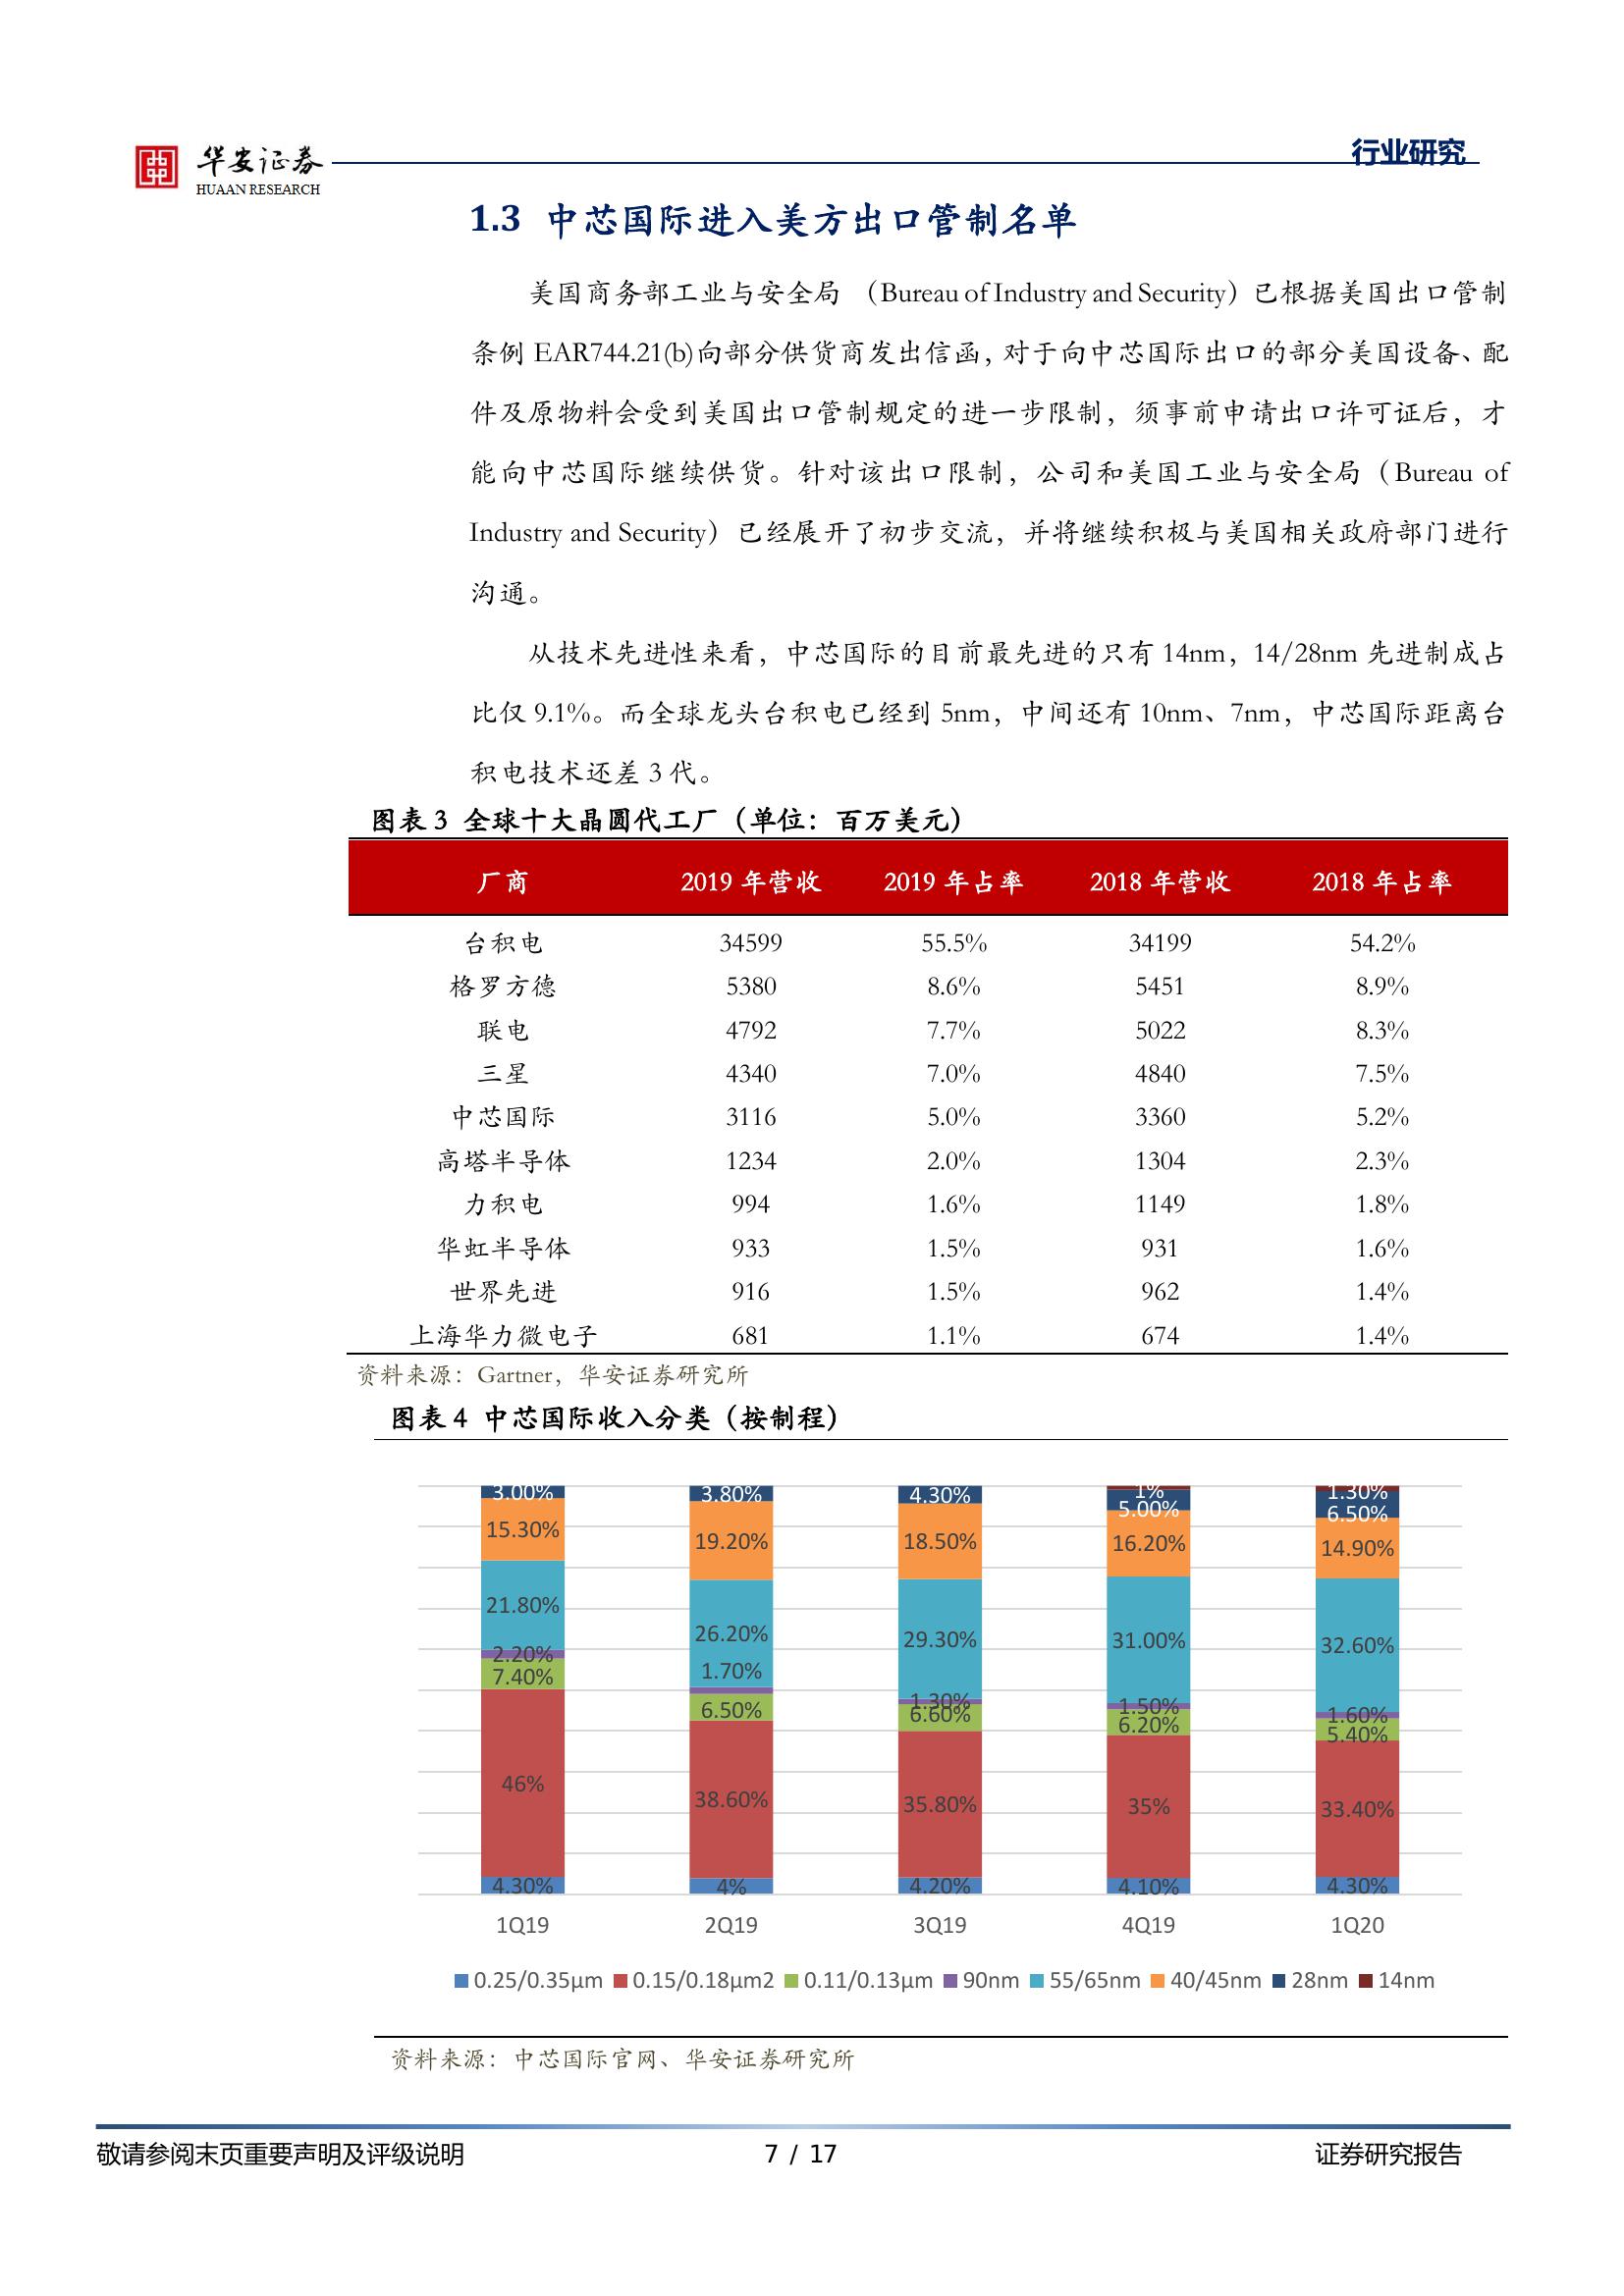 华安证券
HUAAN RESEARCH
行业研究
1.3 中芯国际进入美方出口管制名单
美国商务部工业与安全局 （Bureau of Industry and Security）已根据美国出口管制
条例 EAR744.21(b)向部分供货商发出信函，对于向中芯国际出口的部分美国设备、配
件及原物料会受到美国出口管制规定的进一步限制，须事前申请出口许可证后，才
能向中芯国际继续供货。针对该出口限制，公司和美国工业与安全局（Bureau of
Industry and Security）已经展开了初步交流，并将继续积极与美国相关政府部门进行
沟通。
从技术先进性来看，中芯国际的目前最先进的只有 14nm，14/28nm 先进制成占
比仅 9.1%。而全球龙头台积电已经到 5nm，中间还有 10nm、7nm，中芯国际距离台
积电技术还差 3 代。
图表 3 全球十大晶圆代工厂（单位：百万美元）
厂商 2019 年营收 2019 年占率 2018 年营收 2018 年占率
台积电 34599 55.5% 34199 54.2%
格罗方德 5380 8.6% 5451 8.9%
联电 4792 7.7% 5022 8.3%
三星 4340 7.0% 4840 7.5%
中芯国际 3116 5.0% 3360 5.2%
高塔半导体 1234 2.0% 1304 2.3%
力积电 994 1.6% 1149 1.8%
华虹半导体 933 1.5% 931 1.6%
世界先进 916 1.5% 962 1.4%
上海华力微电子 681 1.1% 674 1.4%
资料来源：Gartner，华安证券研究所
图表 4 中芯国际收入分类（按制程）
3.00% 3.80% 4.30% 1% 1.30%
5.00% 6.50%
15.30% 19.20% 18.50% 16.20% 14.90%
21.80% 26.20% 29.30% 31.00% 32.60%
2.20% 1.70% 1.30% 1.50% 1.60%
7.40% 6.50% 6.60% 6.20% 5.40%
46% 38.60% 35.80% 35% 33.40%
4.30% 4% 4.20% 4.10% 4.30%
1Q19 2Q19 3Q19 4Q19 1Q20
0.25/0.35μm 0.15/0.18μm2 0.11/0.13μm 90nm 55/65nm 40/45nm 28nm 14nm
资料来源：中芯国际官网、华安证券研究所
敬请参阅末页重要声明及评级说明 7 / 17 证券研究报告